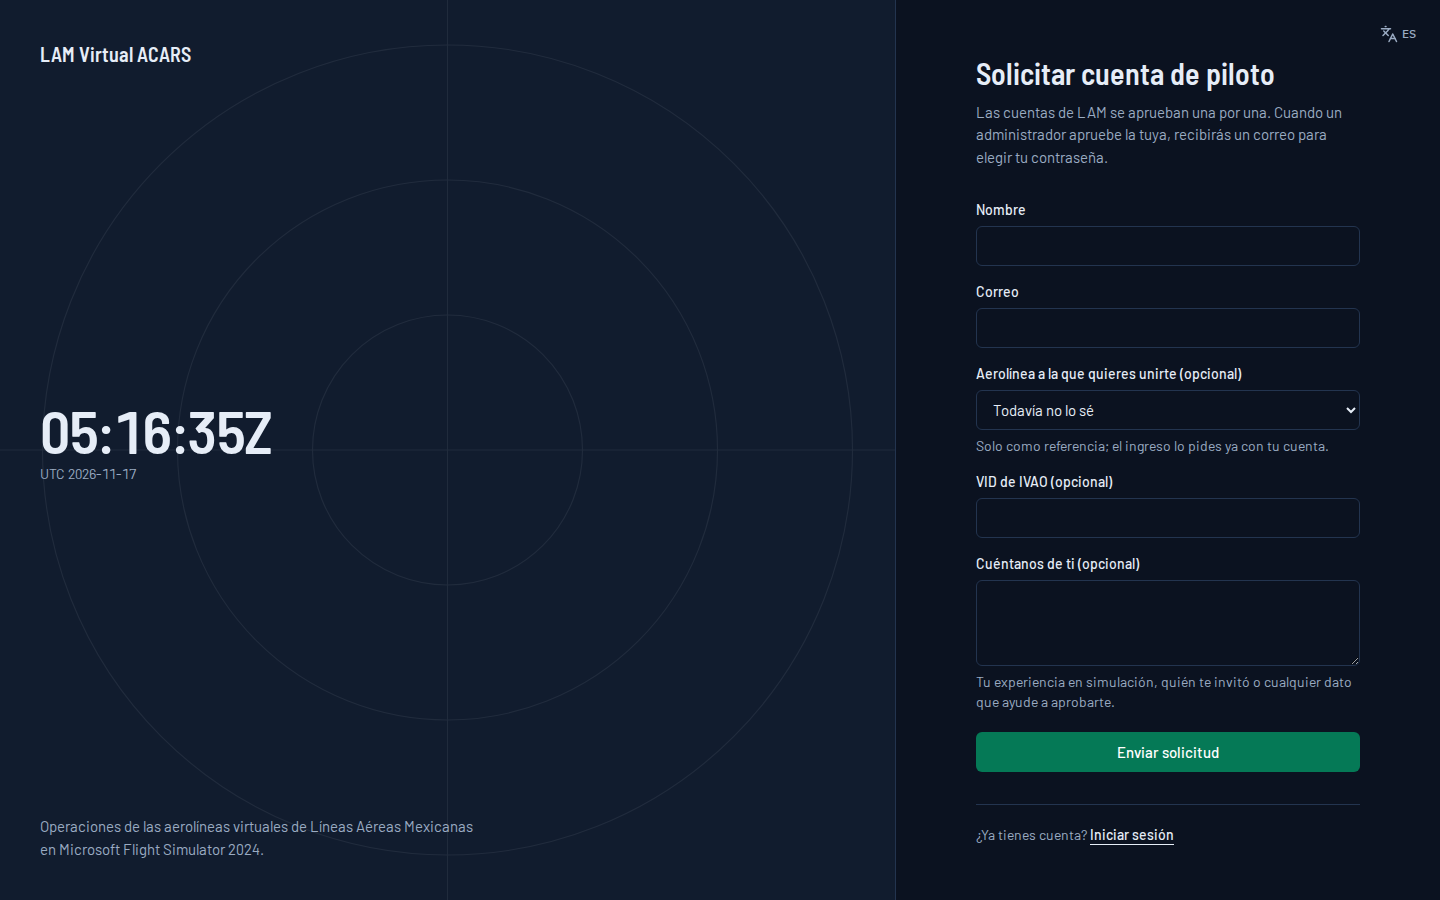 LAM Virtual ACARS
05:16:35Z
UTC 2026-11-17
Operaciones de las aerolíneas virtuales de Líneas Aéreas Mexicanas
en Microsoft Flight Simulator 2024.
ES
Solicitar cuenta de piloto
Las cuentas de LAM se aprueban una por una. Cuando un
administrador apruebe la tuya, recibirás un correo para
elegir tu contraseña.
Nombre
Correo
Aerolínea a la que quieres unirte (opcional)
Todavía no lo sé
Solo como referencia; el ingreso lo pides ya con tu cuenta.
VID de IVAO (opcional)
Cuéntanos de ti (opcional)
Tu experiencia en simulación, quién te invitó o cualquier dato
que ayude a aprobarte.
Enviar solicitud
¿Ya tienes cuenta? Iniciar sesión